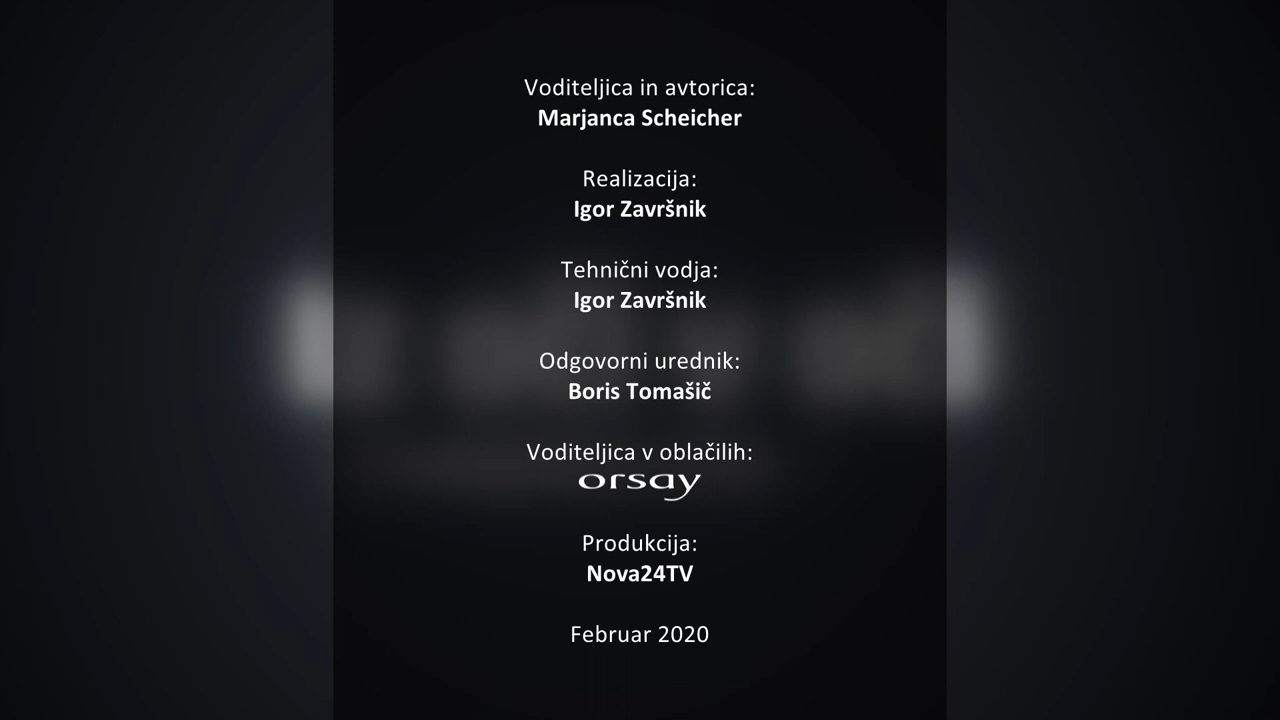 Voditeljica in avtorica:
Marjanca Scheicher
Realizacija:
Igor Završnik
Tehnični vodja:
Igor Završnik
Odgovorni urednik:
Boris Tomašič
Voditeljica v oblačilih:
orsay
Produkcija:
Nova24TV
Februar 2020